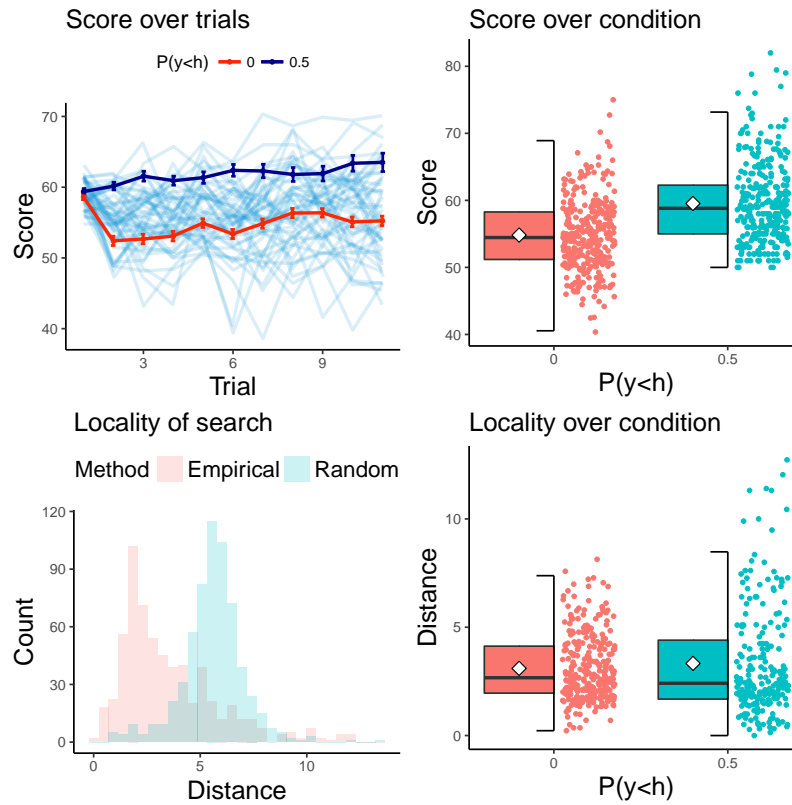 Score over trials
P(y<h) 0 0.5
70
60
50
40
Score
3 6 9
Trial
Score over condition
80
70
60
50
40
Score
0 0.5
P(y<h)
Locality of search
Method Empirical Random
120
90
60
30
0
Count
0 5 10
Distance
Locality over condition
10
5
0
Distance
0 0.5
P(y<h)